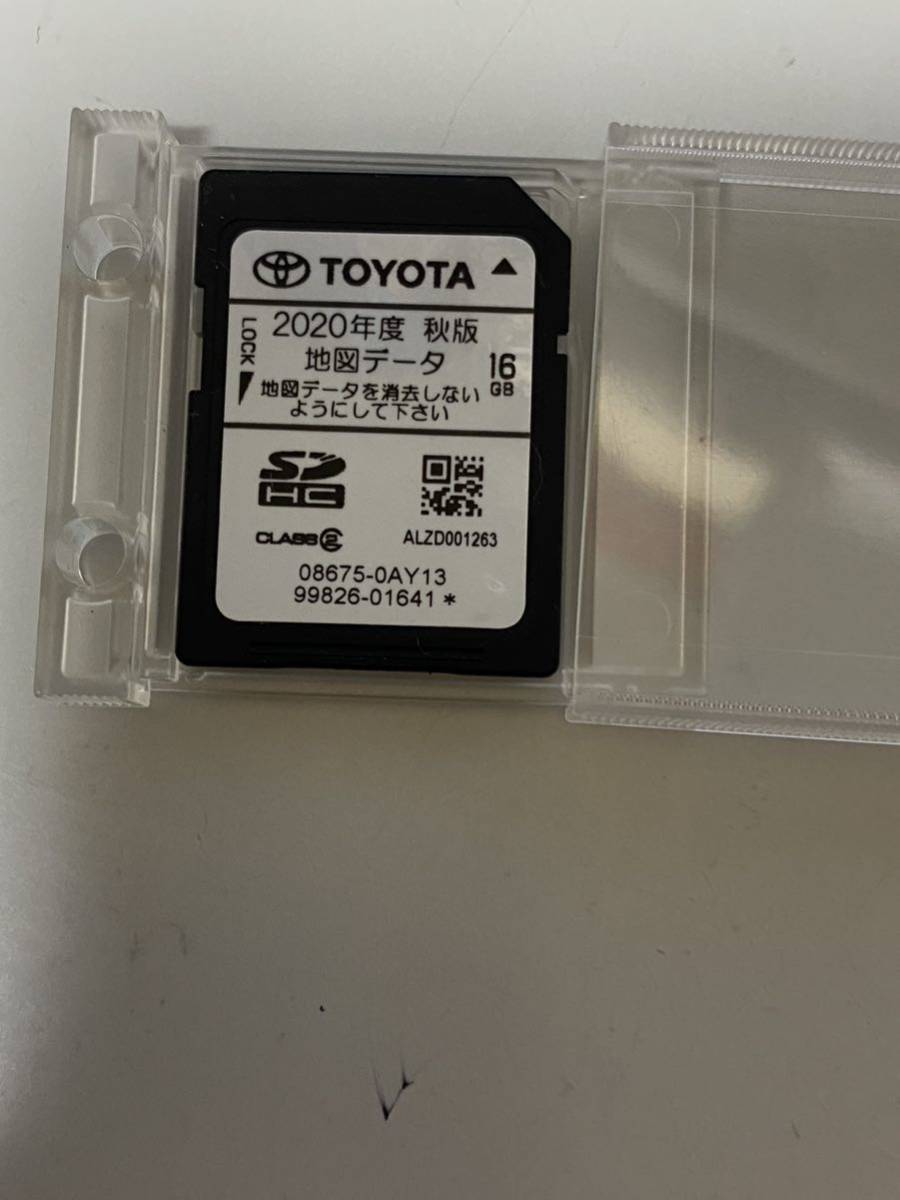 TOYOTA
2020年度 秋版
地図データ
LOCK
16
GB
地図データを消去しない
ようにして下さい
SD
HC
CLASS2
ALZD001263
08675-0AY13
99826-01641*